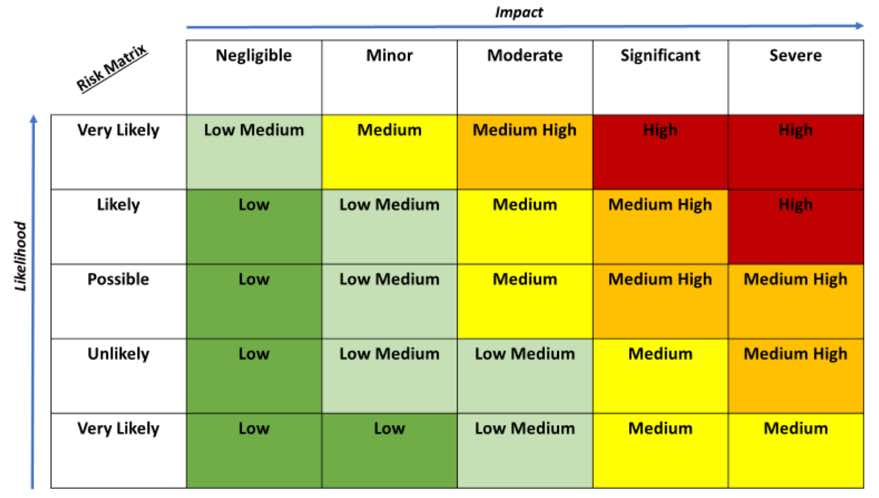 Impact
Risk Matrix
Negligible Minor Moderate Significant Severe
Very Likely Low Medium Medium Medium High High High
Likely Low Low Medium Medium Medium High High
Likelihood
Possible Low Low Medium Medium Medium High Medium High
Unlikely Low Low Medium Low Medium Medium Medium High
Very Likely Low Low Low Medium Medium Medium